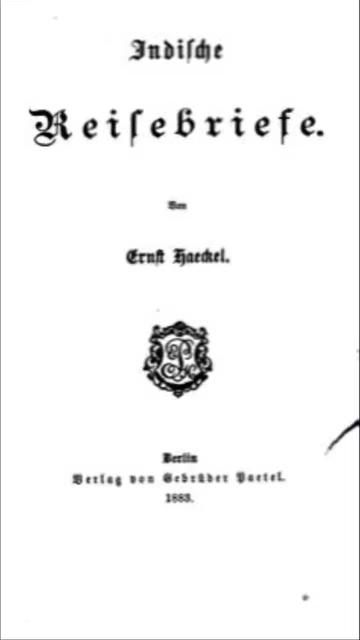 Indische
Reisebriefe.
Von
Ernst Haeckel.
Berlin
Verlag von Gebrüder Paetel.
1883.